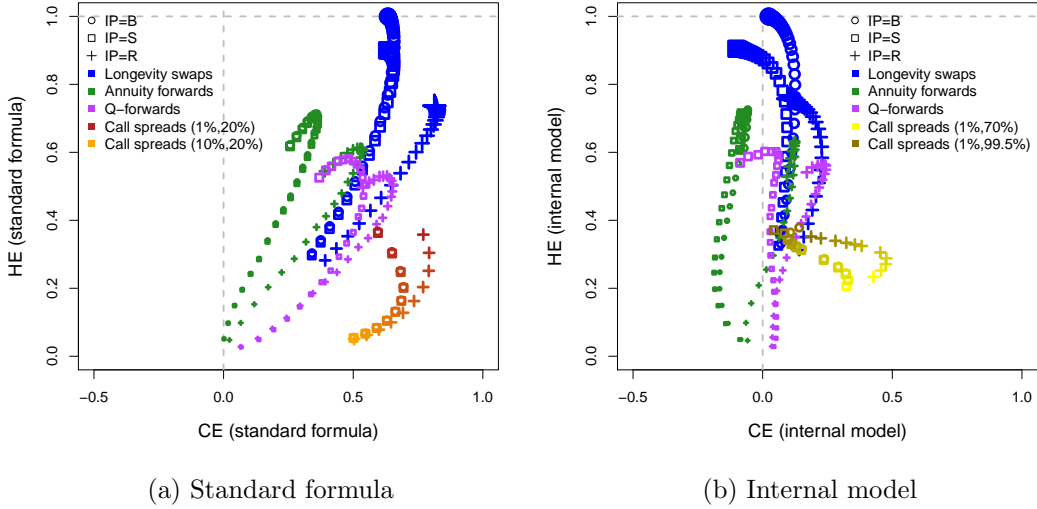 IP=B
IP=S
IP=R
Longevity swaps
Annuity forwards
Q−forwards
Call spreads (1%,20%)
Call spreads (10%,20%)
HE (standard formula)
0.0 0.2 0.4 0.6 0.8 1.0
−0.5 0.0 0.5 1.0
CE (standard formula)
(a) Standard formula
IP=B
IP=S
IP=R
Longevity swaps
Annuity forwards
Q−forwards
Call spreads (1%,70%)
Call spreads (1%,99.5%)
HE (internal model)
0.0 0.2 0.4 0.6 0.8 1.0
−0.5 0.0 0.5 1.0
CE (internal model)
(b) Internal model